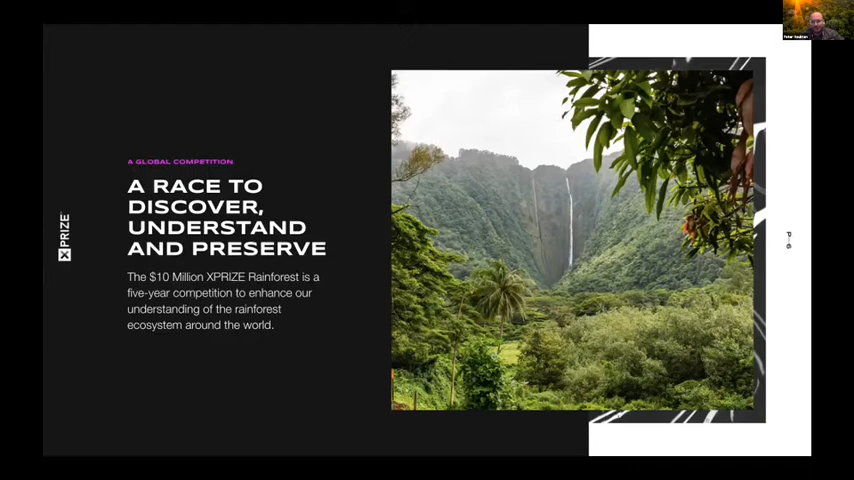 A GLOBAL COMPETITION
A RACE TO
DISCOVER,
UNDERSTAND
AND PRESERVE
The $10 Million XPRIZE Rainforest is a
five-year competition to enhance our
understanding of the rainforest
ecosystem around the world.
XPRIZE
P—6